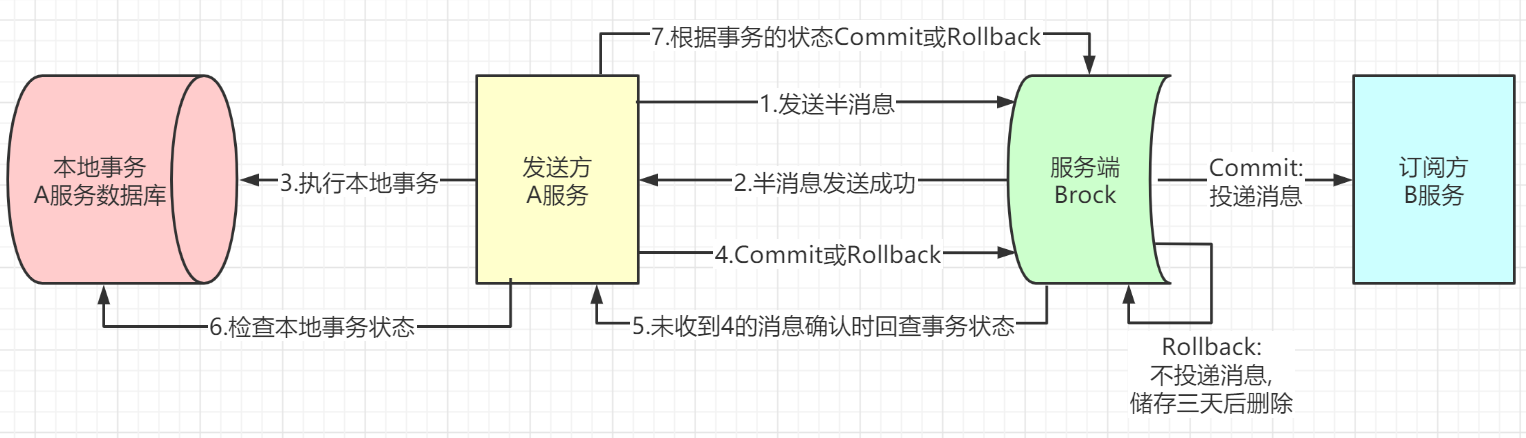 7.根据事务的状态Commit或Rollback
1.发送半消息
本地事务
A服务数据库
发送方
A服务
服务端
Brock
订阅方
B服务
3.执行本地事务
2.半消息发送成功
Commit:
投递消息
4.Commit或Rollback
6.检查本地事务状态
5.未收到4的消息确认时回查事务状态
Rollback:
不投递消息,
储存三天后删除